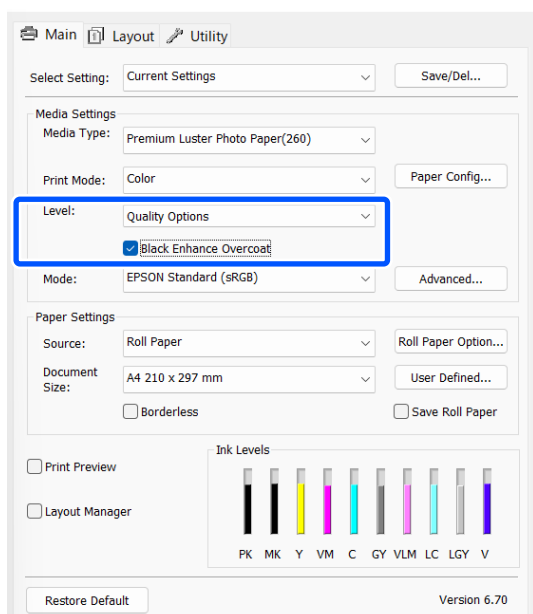 Main Layout Utility
Select Setting: Current Settings Save/Del...
Media Settings
Media Type: Premium Luster Photo Paper(260)
Print Mode: Color Paper Config...
Level: Quality Options
Black Enhance Overcoat
Mode: EPSON Standard (sRGB) Advanced...
Paper Settings
Source: Roll Paper Roll Paper Option...
Document
Size: A4 210 x 297 mm User Defined...
Borderless Save Roll Paper
Ink Levels
Print Preview
Layout Manager
PK MK Y VM C GY VLM LC LGY V
Restore Default Version 6.70